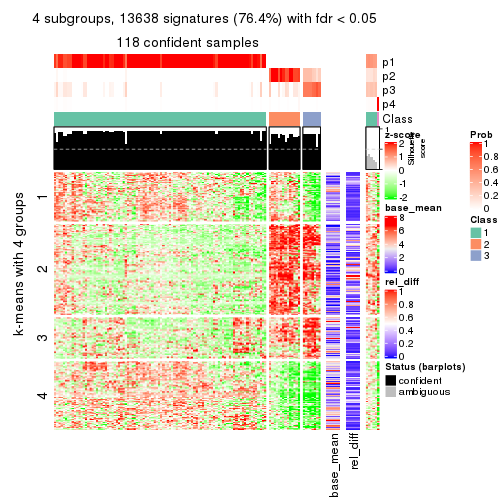 4 subgroups, 13638 signatures (76.4%) with fdr < 0.05
118 confident samples
p1
p2
p3
p4
Class
1
Silhouette
score
k-means with 4 groups
1
2
3
4
base_mean
rel_diff
z-score
2
1
0
-1
-2
base_mean
8
6
4
2
0
rel_diff
1
0.8
0.6
0.4
0.2
0
Status (barplots)
confident
ambiguous
Prob
1
0.8
0.6
0.4
0.2
0
Class
1
2
3